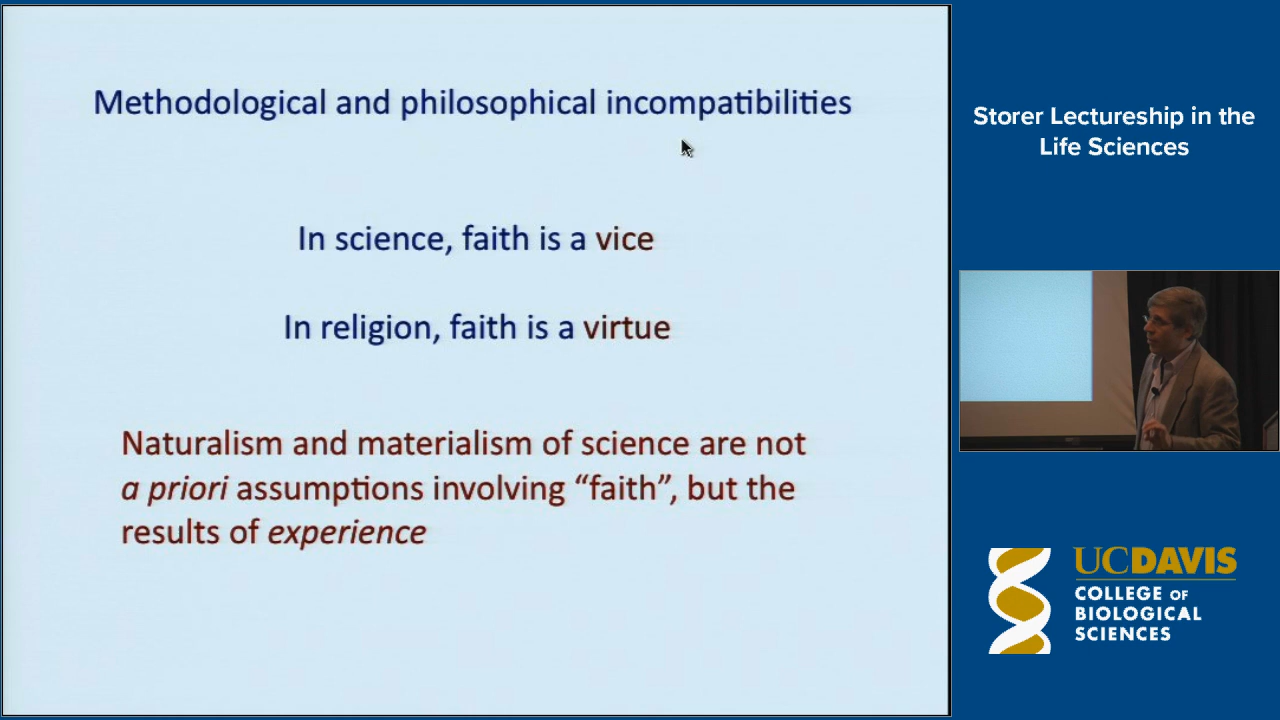 Methodological and philosophical incompatibilities
In science, faith is a vice
In religion, faith is a virtue
Naturalism and materialism of science are not
a priori assumptions involving “faith”, but the
results of experience
Storer Lectureship in the
Life Sciences
UCDAVIS
COLLEGE OF
BIOLOGICAL
SCIENCES